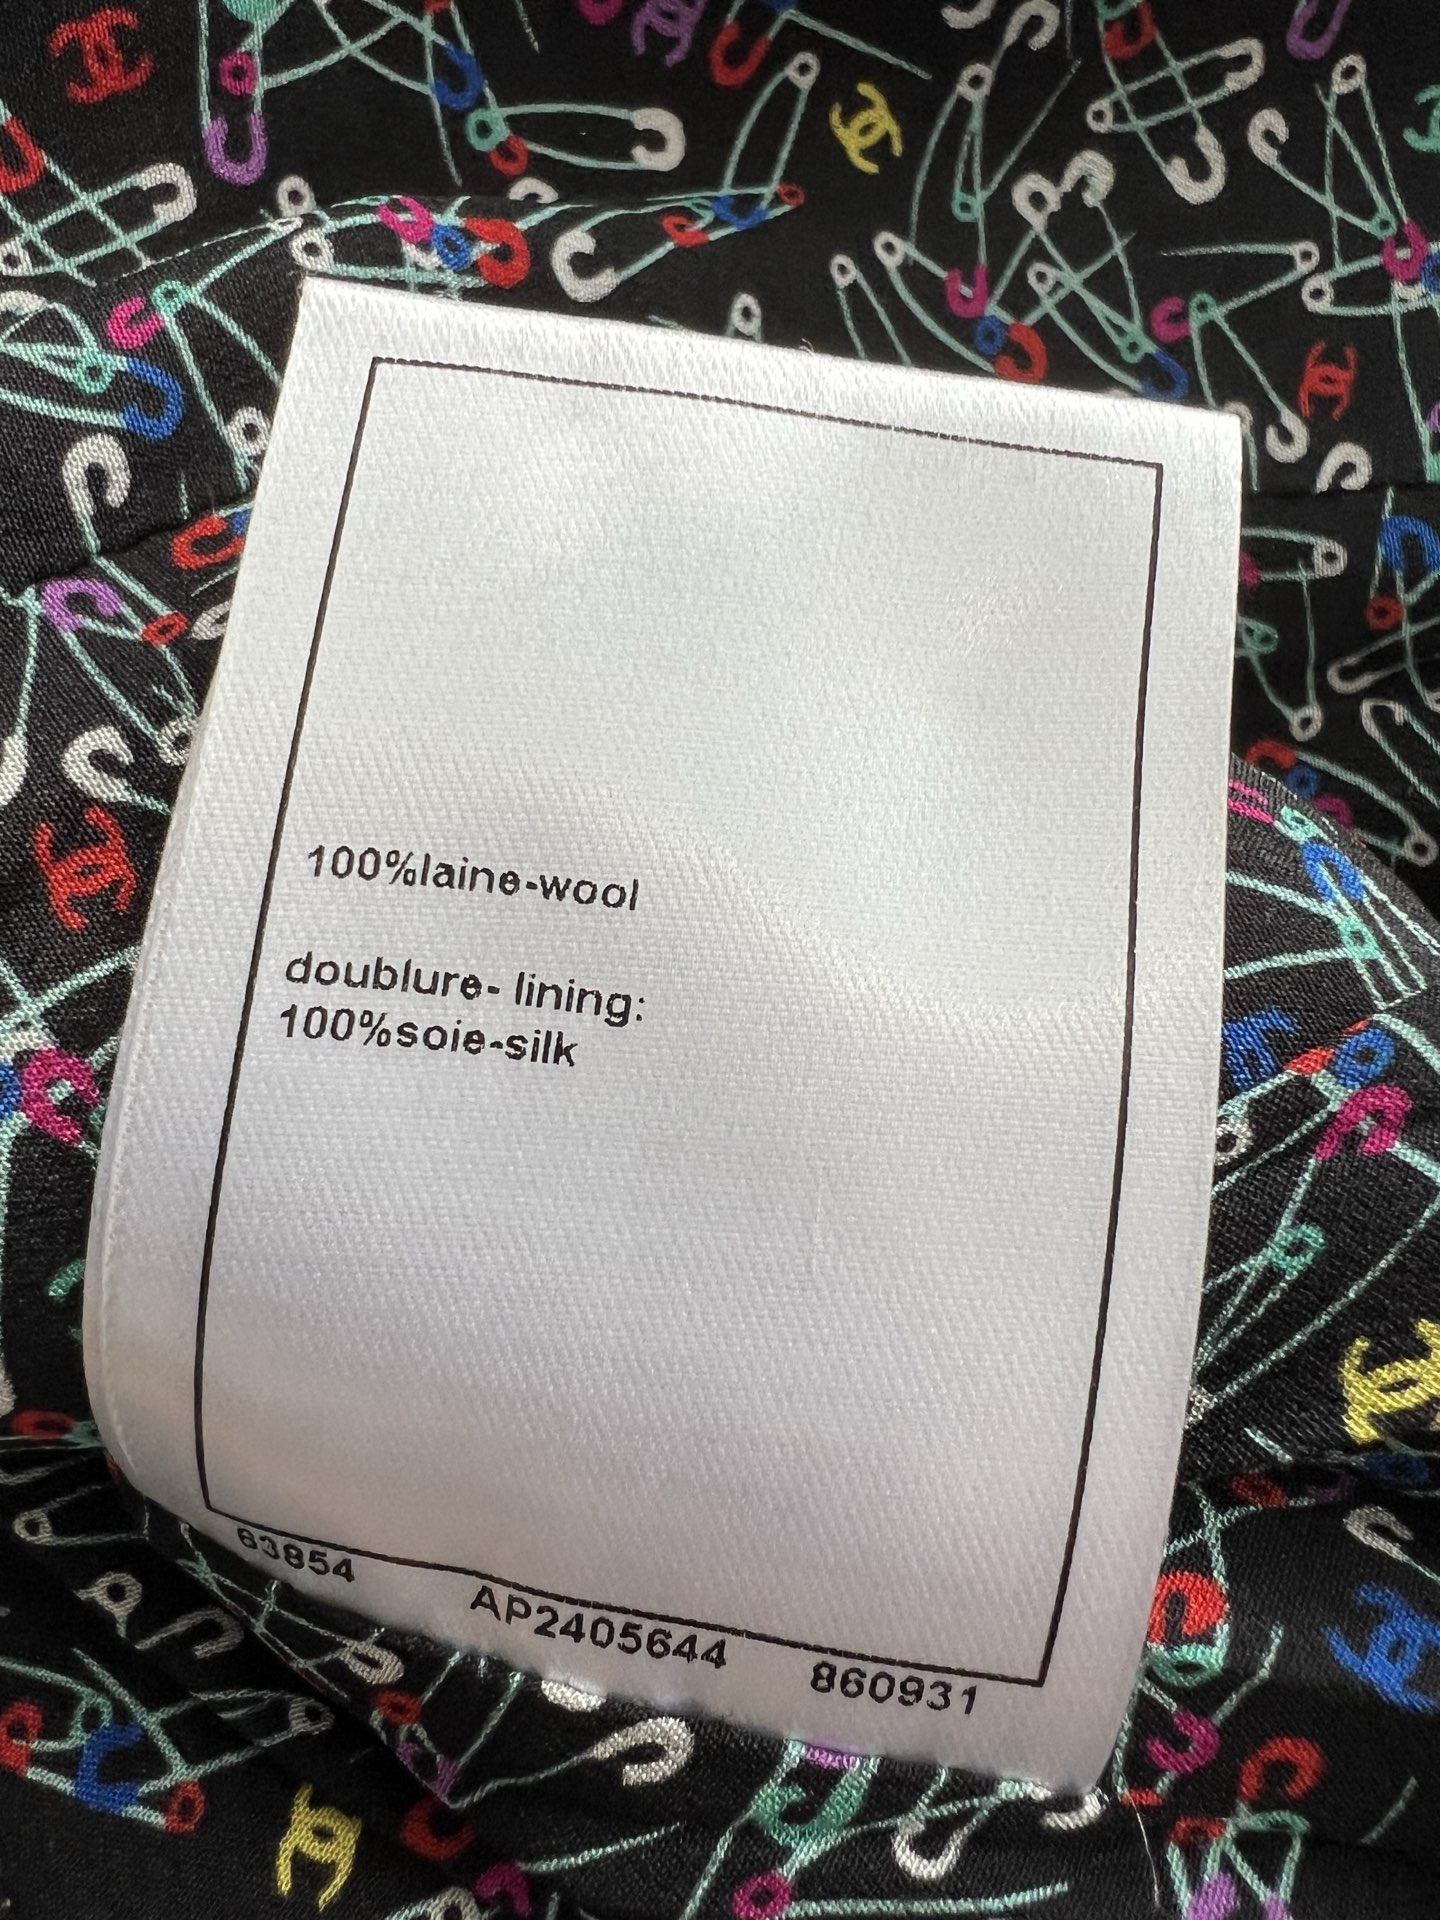 100%laine-wool
doublure- lining:
100%soie-silk
63854 AP2405644 860931